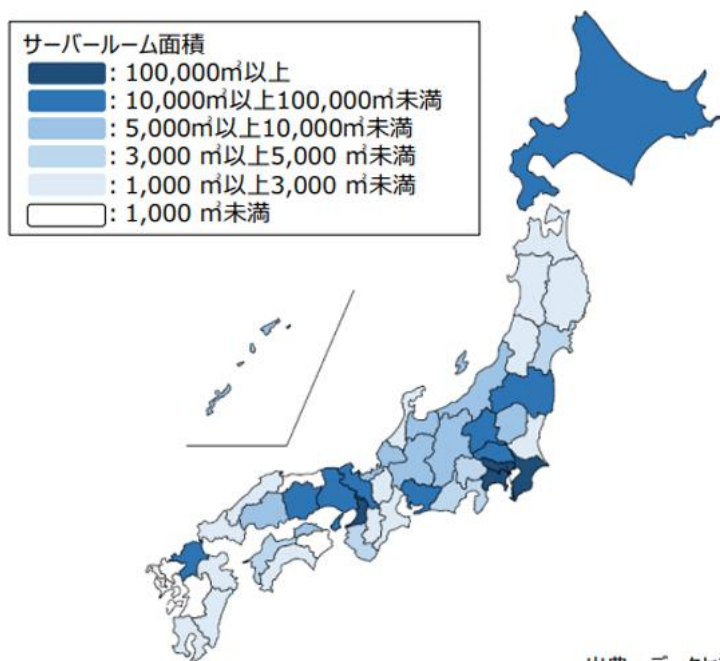 サーバールーム面積
: 100,000㎡以上
: 10,000㎡以上100,000㎡未満
: 5,000㎡以上10,000㎡未満
: 3,000 ㎡以上5,000 ㎡未満
: 1,000 ㎡以上3,000 ㎡未満
: 1,000 ㎡未満